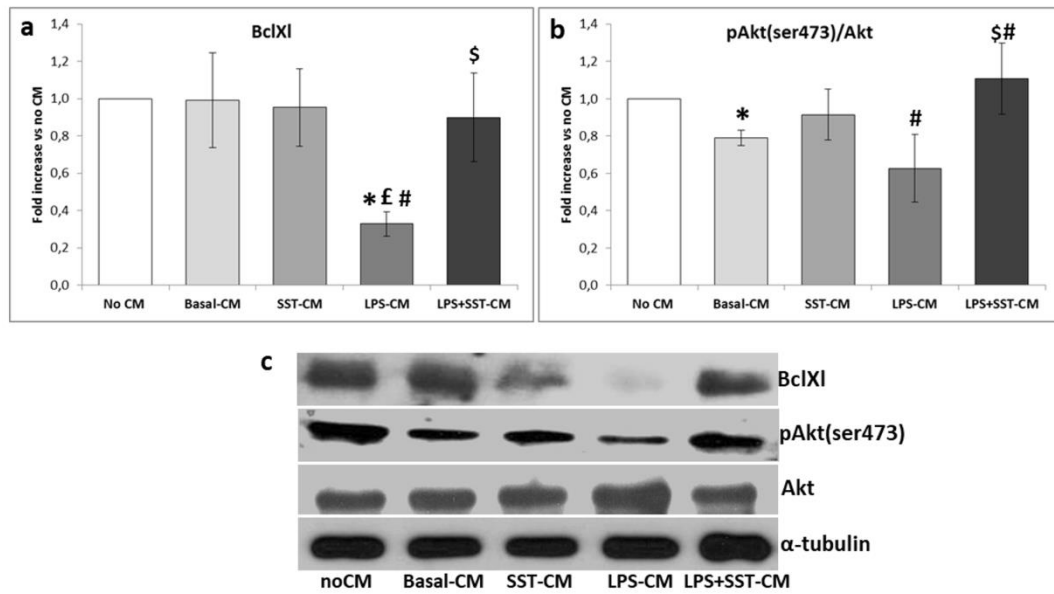 a
BclXl
Fold increase vs no CM
1,4
1,2
1,0
0,8
0,6
0,4
0,2
0,0
* £ #
$
No CM Basal-CM SST-CM LPS-CM LPS+SST-CM
b
pAkt(ser473)/Akt
Fold increase vs no CM
1,4
1,2
1,0
0,8
0,6
0,4
0,2
0,0
*
#
$#
No CM Basal-CM SST-CM LPS-CM LPS+SST-CM
c
BclXl
pAkt(ser473)
Akt
α-tubulin
noCM Basal-CM SST-CM LPS-CM LPS+SST-CM